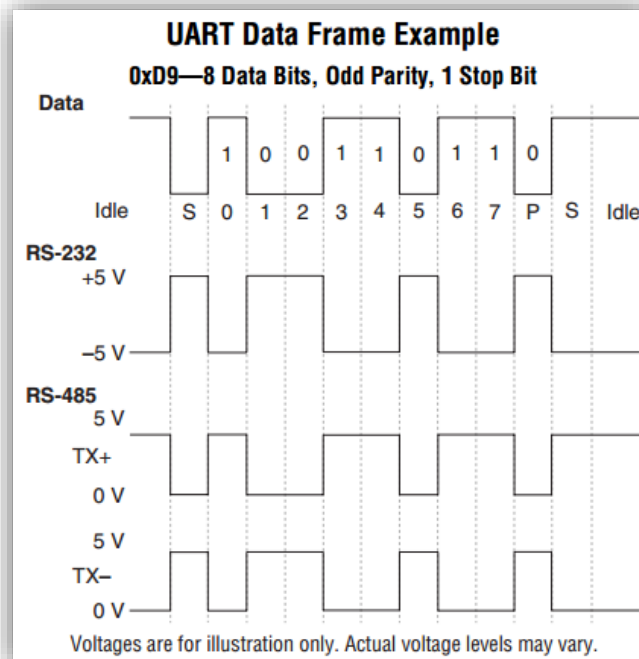 UART Data Frame Example
0xD9—8 Data Bits, Odd Parity, 1 Stop Bit
Data
1 0 0 1 1 0 1 1 0
Idle S 0 1 2 3 4 5 6 7 P S Idle
RS-232
+5 V
–5 V
RS-485
5 V
TX+
0 V
5 V
TX–
0 V
Voltages are for illustration only. Actual voltage levels may vary.